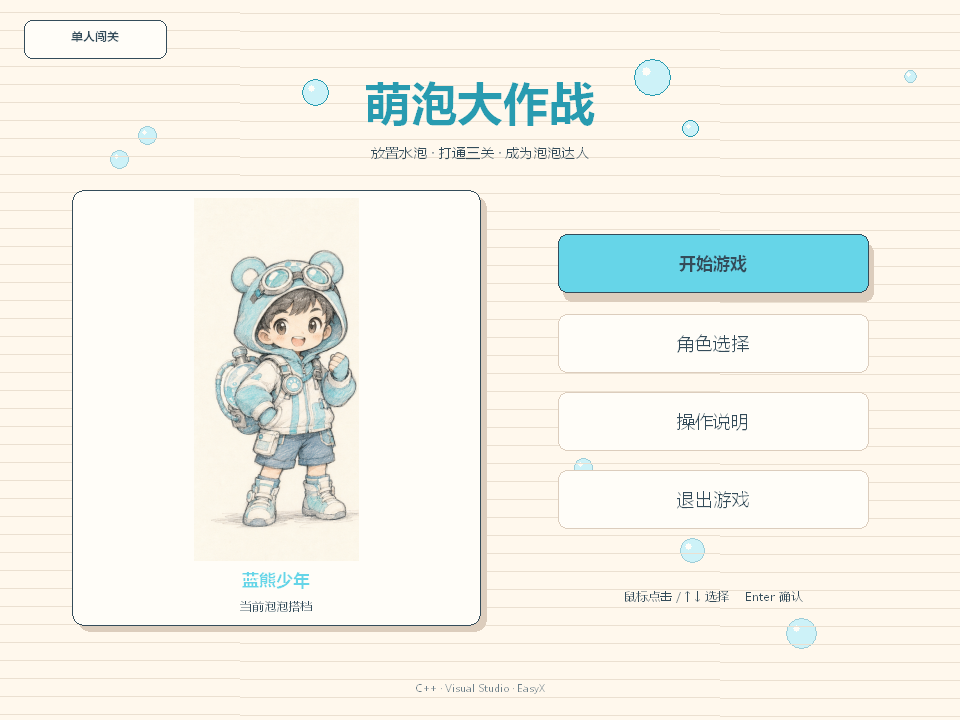 单人闯关
萌泡大作战
放置水泡 · 打通三关 · 成为泡泡达人
开始游戏
角色选择
操作说明
退出游戏
蓝熊少年
当前泡泡搭档
鼠标点击 / ↑↓ 选择 Enter 确认
C++ · Visual Studio · EasyX